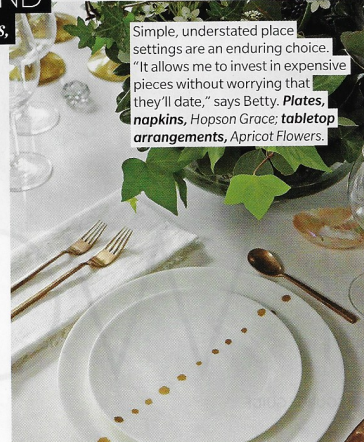 ND
s,
Simple, understated place
settings are an enduring choice.
“It allows me to invest in expensive
pieces without worrying that
they’ll date,” says Betty. Plates,
napkins, Hopson Grace; tabletop
arrangements, Apricot Flowers.